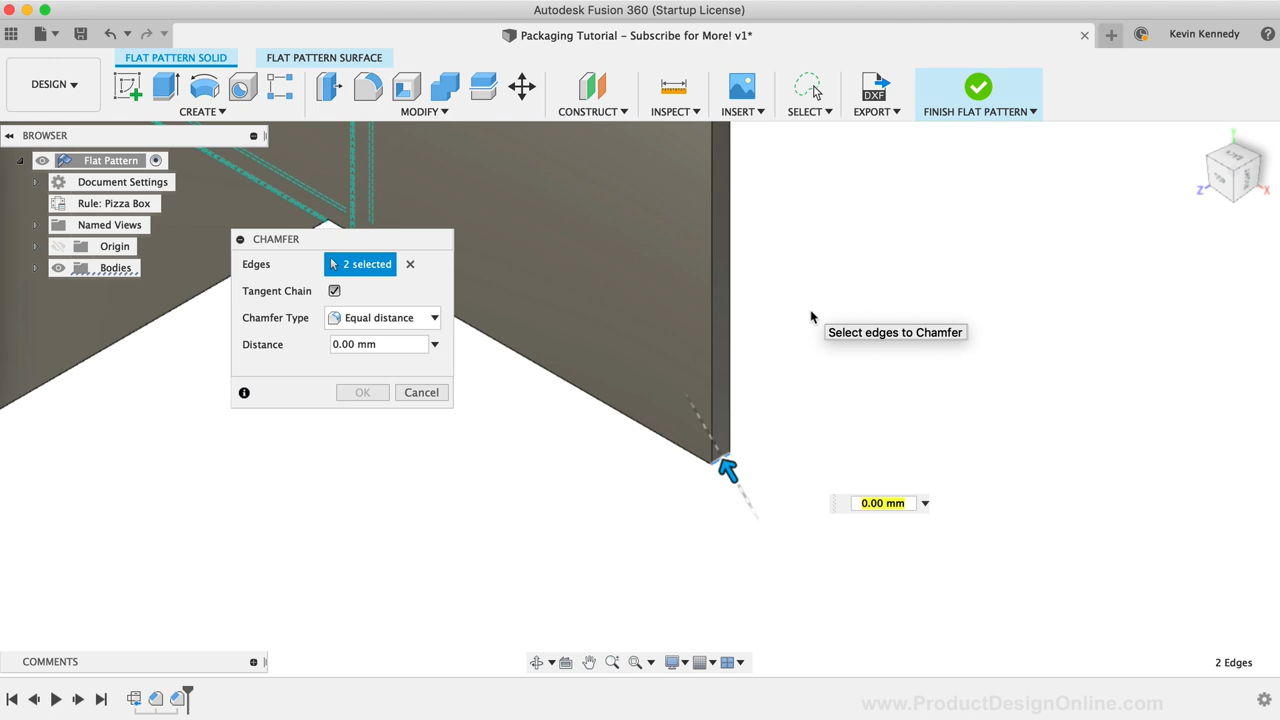 Autodesk Fusion 360 (Startup License)
Packaging Tutorial – Subscribe for More! v1*
Kevin Kennedy
FLAT PATTERN SOLID
FLAT PATTERN SURFACE
DESIGN
CREATE
MODIFY
CONSTRUCT
INSPECT
INSERT
SELECT
DXF
EXPORT
FINISH FLAT PATTERN
BROWSER
Flat Pattern
Document Settings
Rule: Pizza Box
Named Views
Origin
Bodies
CHAMFER
Edges 2 selected
Tangent Chain
Chamfer Type Equal distance
Distance 0.00 mm
OK Cancel
Select edges to Chamfer
0.00 mm
Y
Z
X
COMMENTS
2 Edges
www.ProductDesignOnline.com